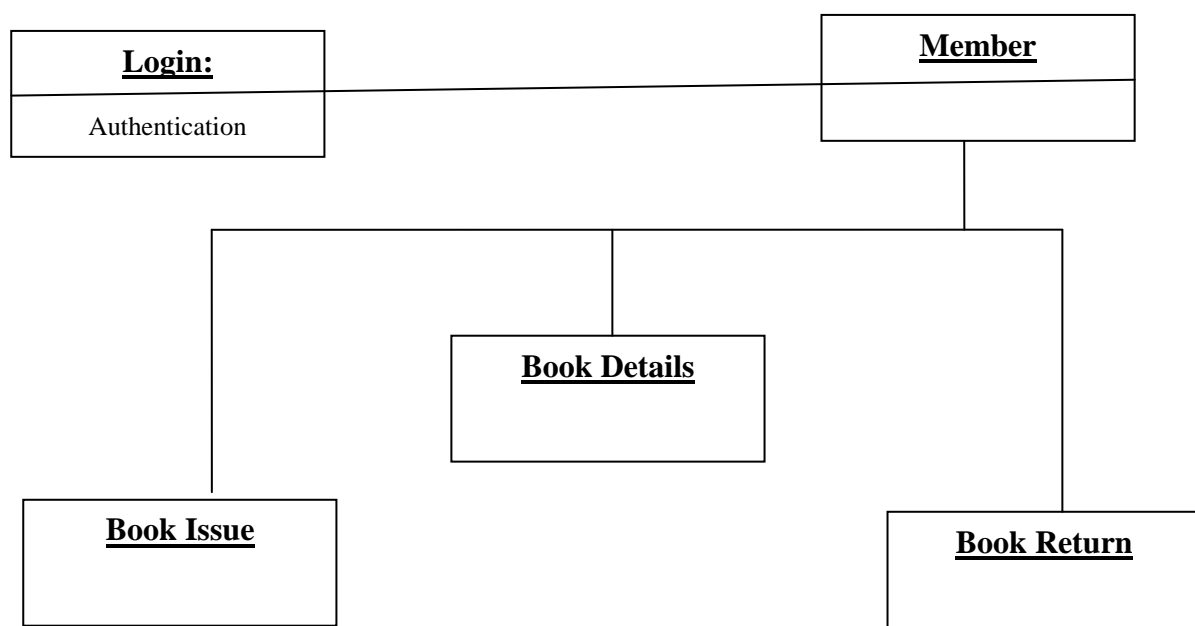 Login:
Authentication
Member
Book Details
Book Issue
Book Return